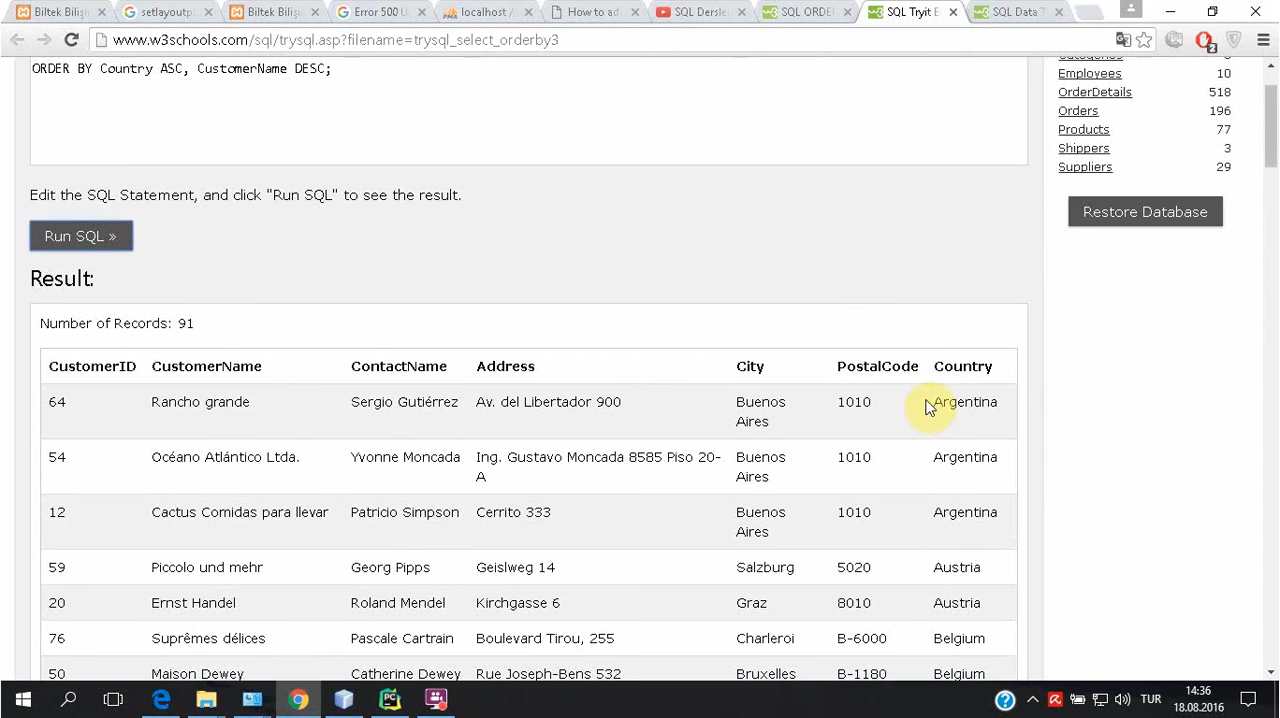 Biltek Bilişi
setlayoutp
Biltek Bilişi
Error 500 U
localhost /
How to ad
SQL Dersl
SQL ORDE
SQL Tryit E
SQL Data T
www.w3schools.com/sql/trysql.asp?filename=trysql_select_orderby3
2
ORDER BY Country ASC, CustomerName DESC;
Employees 10
OrderDetails 518
Orders 196
Products 77
Shippers 3
Suppliers 29
Restore Database
Edit the SQL Statement, and click "Run SQL" to see the result.
Run SQL »
Result:
Number of Records: 91
CustomerID CustomerName ContactName Address City PostalCode Country
64 Rancho grande Sergio Gutiérrez Av. del Libertador 900 Buenos 1010 Argentina
Aires
54 Océano Atlántico Ltda. Yvonne Moncada Ing. Gustavo Moncada 8585 Piso 20- Buenos 1010 Argentina
A Aires
12 Cactus Comidas para llevar Patricio Simpson Cerrito 333 Buenos 1010 Argentina
Aires
59 Piccolo und mehr Georg Pipps Geislweg 14 Salzburg 5020 Austria
20 Ernst Handel Roland Mendel Kirchgasse 6 Graz 8010 Austria
76 Suprêmes délices Pascale Cartrain Boulevard Tirou, 255 Charleroi B-6000 Belgium
50 Maison Dewey Catherine Dewey Rue Joseph-Bens 532 Bruxelles B-1180 Belgium
TUR
14:36
18.08.2016